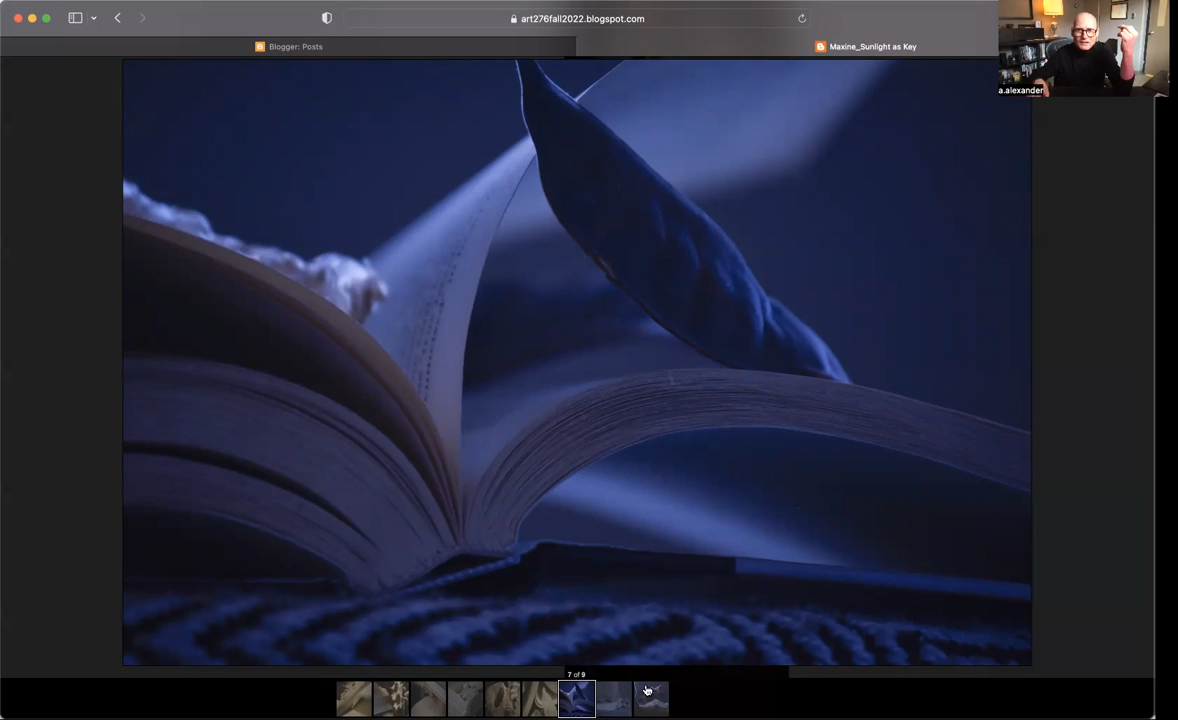 art276fall2022.blogspot.com
Blogger: Posts
Maxine_Sunlight as Key
a.alexander
7 of 9